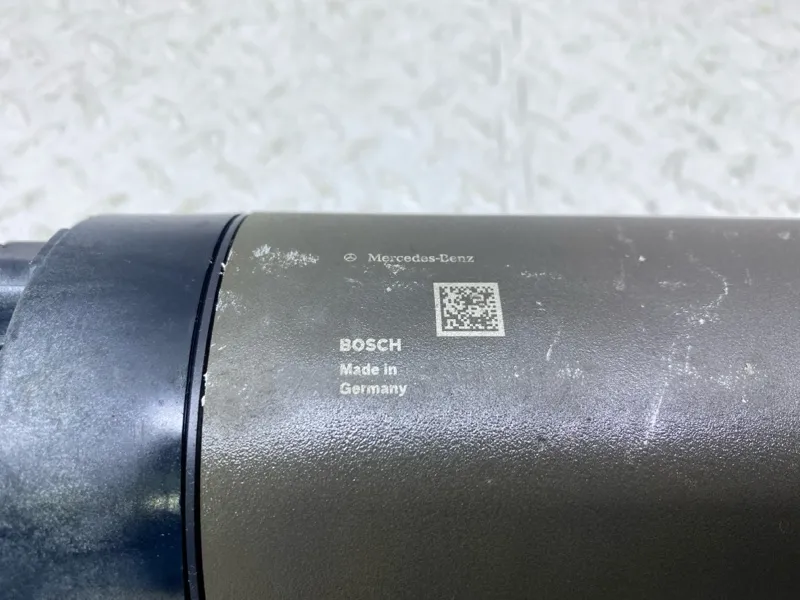 Mercedes-Benz
BOSCH
Made in
Germany